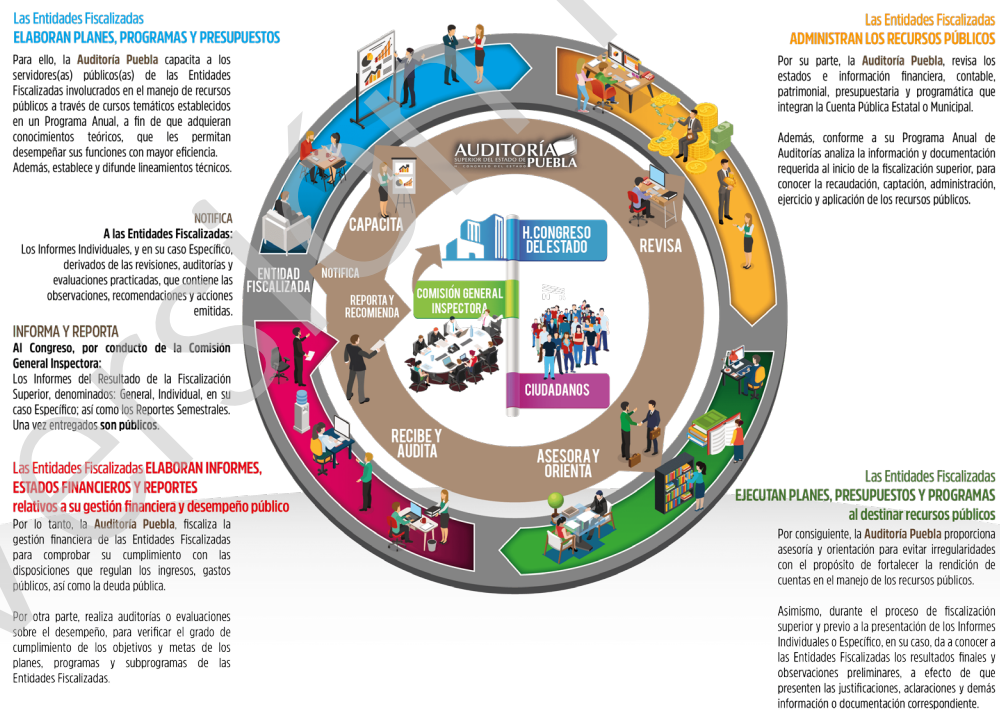 Las Entidades Fiscalizadas
ELABORAN PLANES, PROGRAMAS Y PRESUPUESTOS
Para ello, la Auditoría Puebla capacita a los
servidores(as) públicos(as) de las Entidades
Fiscalizadas involucrados en el manejo de recursos
públicos a través de cursos temáticos establecidos
en un Programa Anual, a fin de que adquieran
conocimientos teóricos, que les permitan
desempeñar sus funciones con mayor eficiencia.
Además, establece y difunde lineamientos técnicos.
NOTIFICA
A las Entidades Fiscalizadas:
Los Informes Individuales, y en su caso Específico,
derivados de las revisiones, auditorías y
evaluaciones practicadas, que contiene las
observaciones, recomendaciones y acciones
emitidas.
INFORMA Y REPORTA
Al Congreso, por conducto de la Comisión
General Inspectora:
Los Informes del Resultado de la Fiscalización
Superior, denominados: General, Individual, en su
caso Específico; así como los Reportes Semestrales.
Una vez entregados son públicos.
Las Entidades Fiscalizadas ELABORAN INFORMES,
ESTADOS FINANCIEROS Y REPORTES
relativos a su gestión financiera y desempeño público
Por lo tanto, la Auditoría Puebla, fiscaliza la
gestión financiera de las Entidades Fiscalizadas
para comprobar su cumplimiento con las
disposiciones que regulan los ingresos, gastos
públicos, así como la deuda pública.
Por otra parte, realiza auditorías o evaluaciones
sobre el desempeño, para verificar el grado de
cumplimiento de los objetivos y metas de los
planes, programas y subprogramas de las
Entidades Fiscalizadas.
AUDITORÍA
SUPERIOR DEL ESTADO DE PUEBLA
H. CONGRESO DEL ESTADO
CAPACITA
REVISA
ENTIDAD
FISCALIZADA
NOTIFICA
REPORTA Y
RECOMIENDA
H. CONGRESO
DEL ESTADO
COMISIÓN GENERAL
INSPECTORA
CIUDADANOS
RECIBE Y
AUDITA
ASESORA Y
ORIENTA
Las Entidades Fiscalizadas
ADMINISTRAN LOS RECURSOS PÚBLICOS
Por su parte, la Auditoría Puebla, revisa los
estados e información financiera, contable,
patrimonial, presupuestaria y programática que
integran la Cuenta Pública Estatal o Municipal.
Además, conforme a su Programa Anual de
Auditorías analiza la información y documentación
requerida al inicio de la fiscalización superior, para
conocer la recaudación, captación, administración,
ejercicio y aplicación de los recursos públicos.
Las Entidades Fiscalizadas
EJECUTAN PLANES, PRESUPUESTOS Y PROGRAMAS
al destinar recursos públicos
Por consiguiente, la Auditoría Puebla proporciona
asesoría y orientación para evitar irregularidades
con el propósito de fortalecer la rendición de
cuentas en el manejo de los recursos públicos.
Asimismo, durante el proceso de fiscalización
superior y previo a la presentación de los Informes
Individuales o Específico, en su caso, da a conocer a
las Entidades Fiscalizadas los resultados finales y
observaciones preliminares, a efecto de que
presenten las justificaciones, aclaraciones y demás
información o documentación correspondiente.